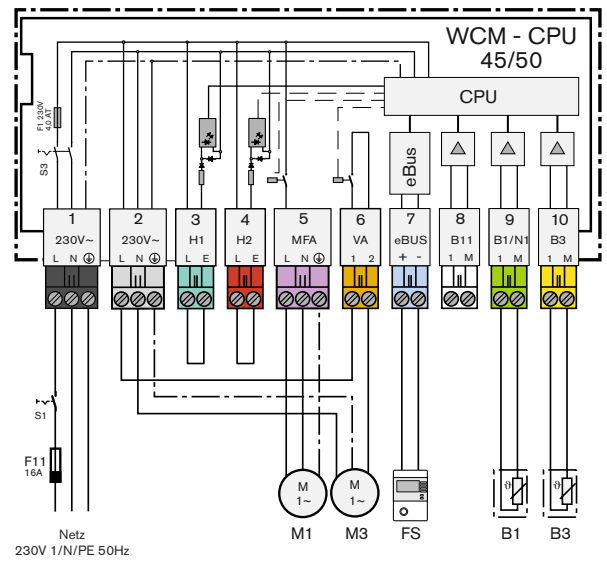 WCM - CPU
45/50
CPU
F1 230V
4,0 AT
S3
eBus
1 2 3 4 5 6 7 8 9 10
230V~ 230V~ H1 H2 MFA VA eBUS B11 B1/N1 B3
L N L N L E L E L N 1 2 + - 1 M 1 M 1 M
S1
F11
16A
M
1~
M
1~
ϑ ϑ
Netz M1 M3 FS B1 B3
230V 1/N/PE 50Hz